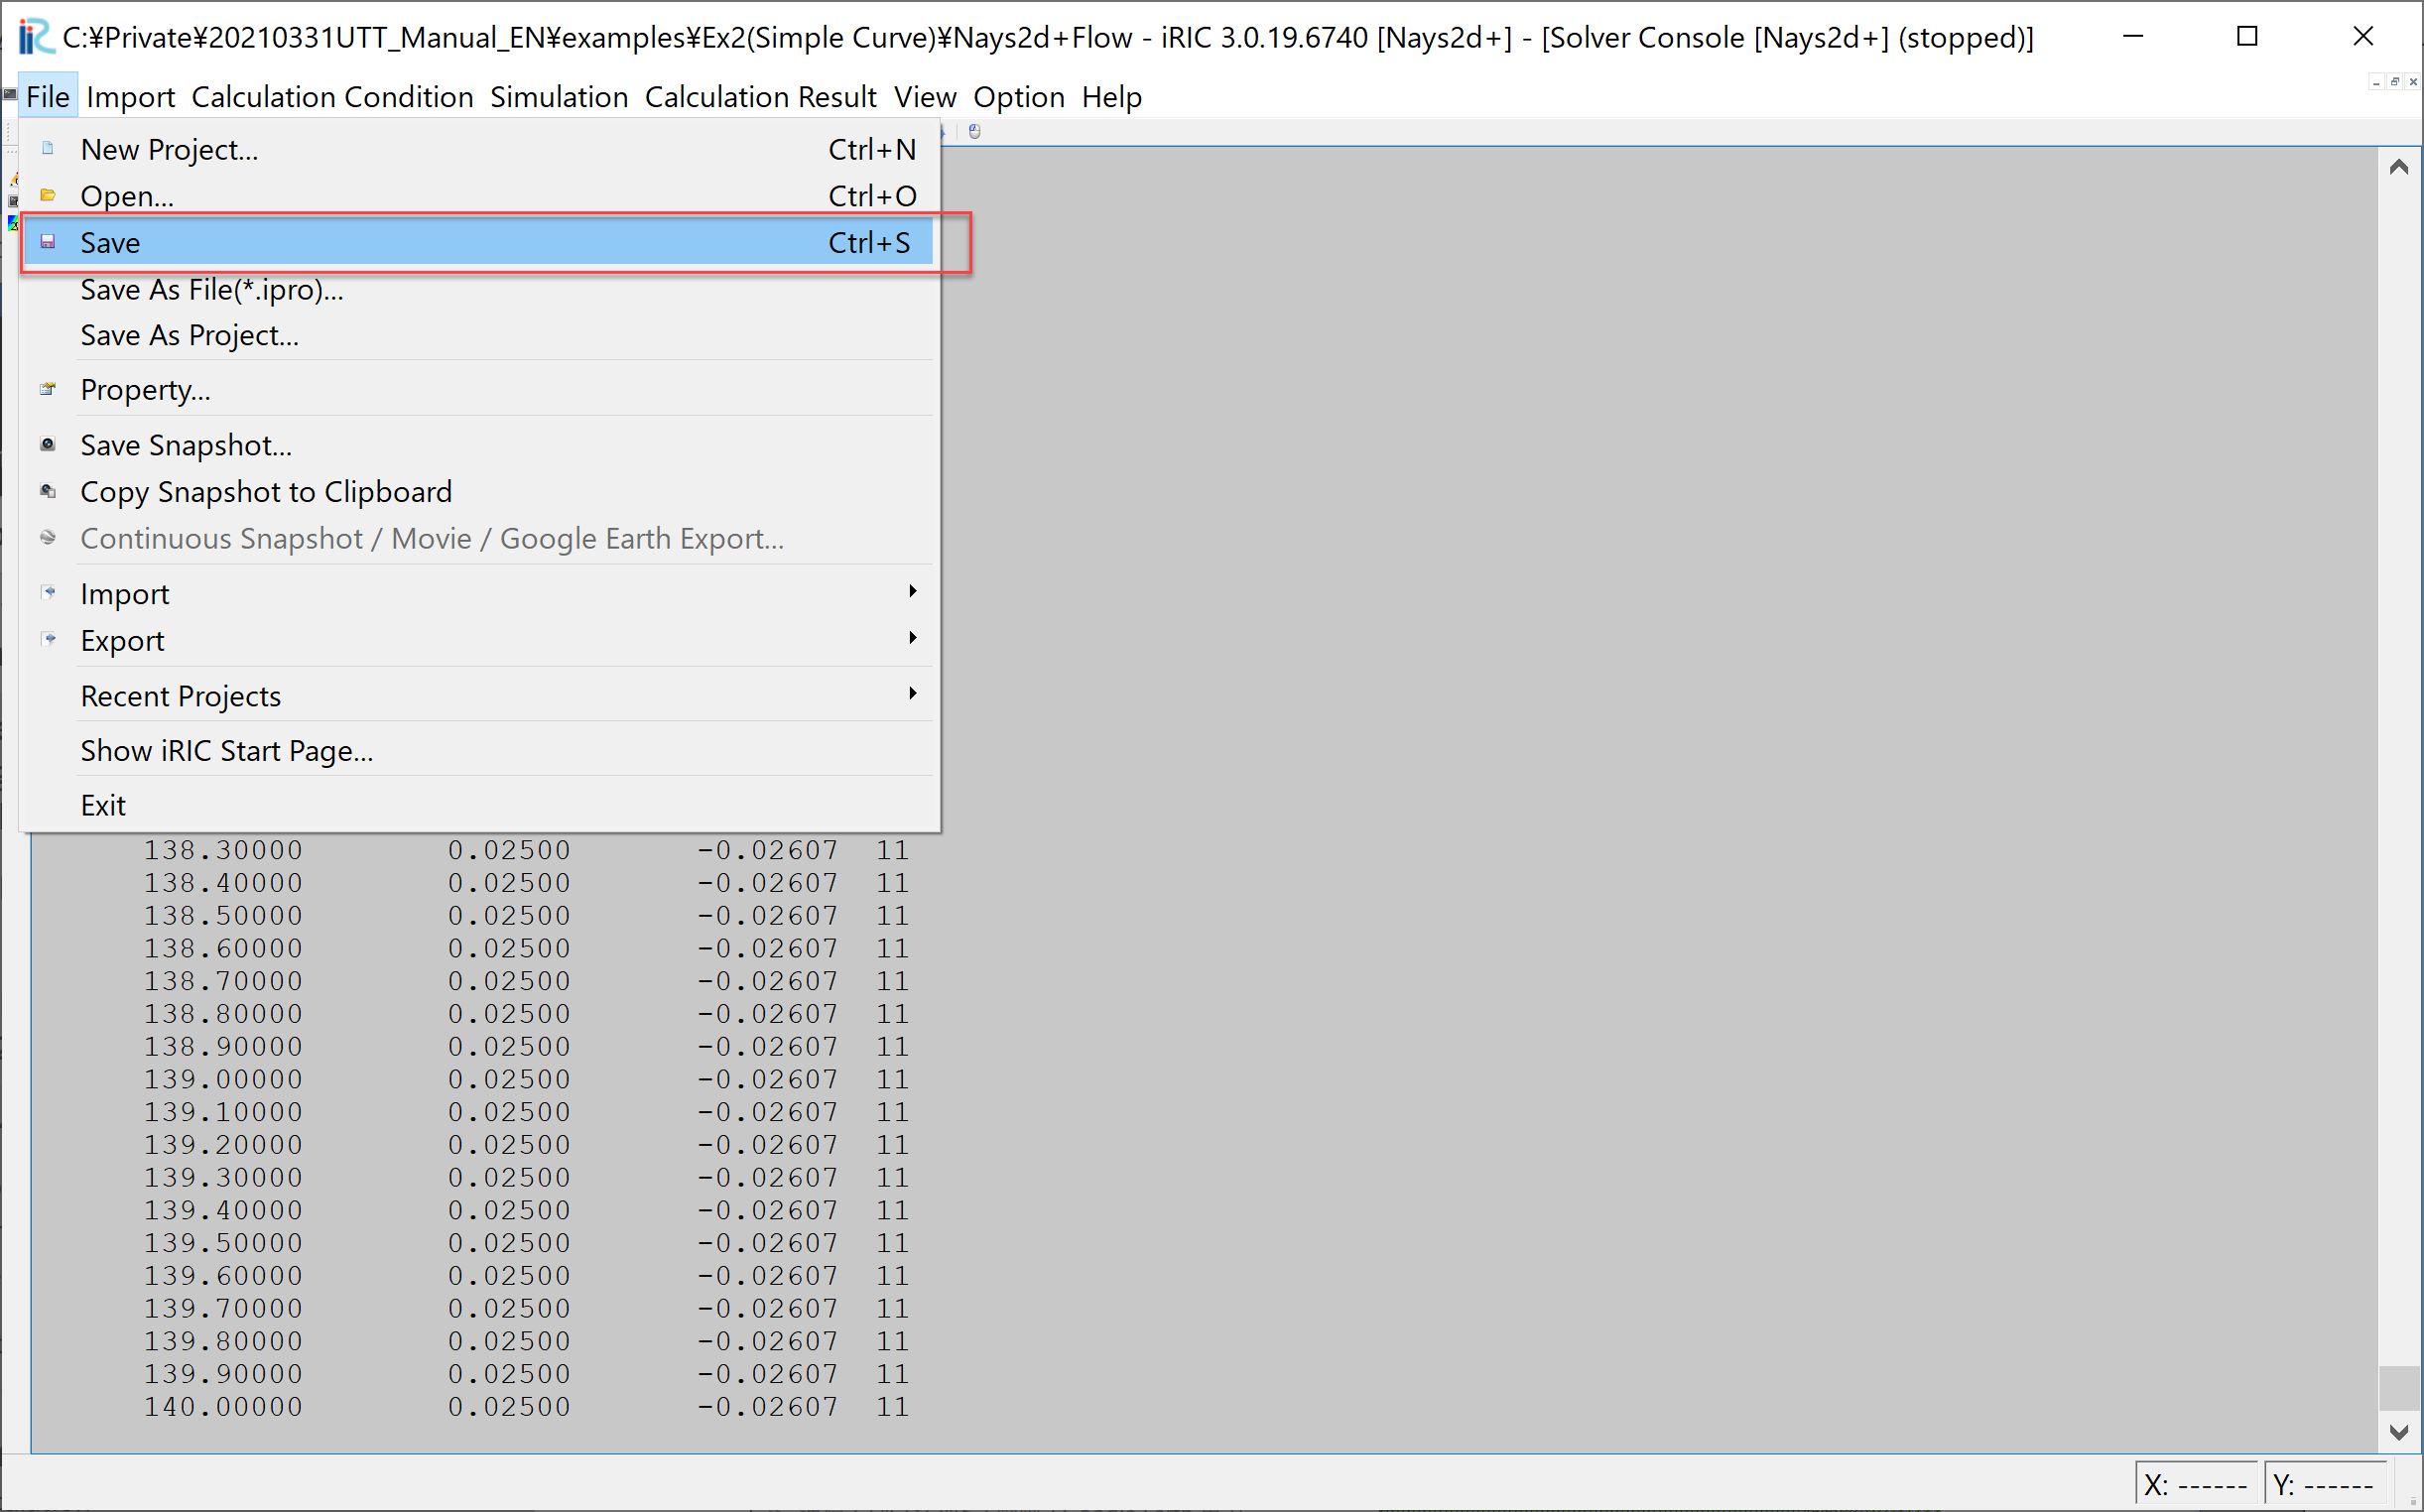 iRIC C:¥Private¥20210331UTT_Manual_EN¥examples¥Ex2(Simple Curve)¥Nays2d+Flow - iRIC 3.0.19.6740 [Nays2d+] - [Solver Console [Nays2d+] (stopped)]
File Import Calculation Condition Simulation Calculation Result View Option Help
New Project... Ctrl+N
Open... Ctrl+O
Save Ctrl+S
Save As File(*.ipro)...
Save As Project...
Property...
Save Snapshot...
Copy Snapshot to Clipboard
Continuous Snapshot / Movie / Google Earth Export...
Import
Export
Recent Projects
Show iRIC Start Page...
Exit
138.30000 0.02500 -0.02607 11
138.40000 0.02500 -0.02607 11
138.50000 0.02500 -0.02607 11
138.60000 0.02500 -0.02607 11
138.70000 0.02500 -0.02607 11
138.80000 0.02500 -0.02607 11
138.90000 0.02500 -0.02607 11
139.00000 0.02500 -0.02607 11
139.10000 0.02500 -0.02607 11
139.20000 0.02500 -0.02607 11
139.30000 0.02500 -0.02607 11
139.40000 0.02500 -0.02607 11
139.50000 0.02500 -0.02607 11
139.60000 0.02500 -0.02607 11
139.70000 0.02500 -0.02607 11
139.80000 0.02500 -0.02607 11
139.90000 0.02500 -0.02607 11
140.00000 0.02500 -0.02607 11
X: ------ Y: ------